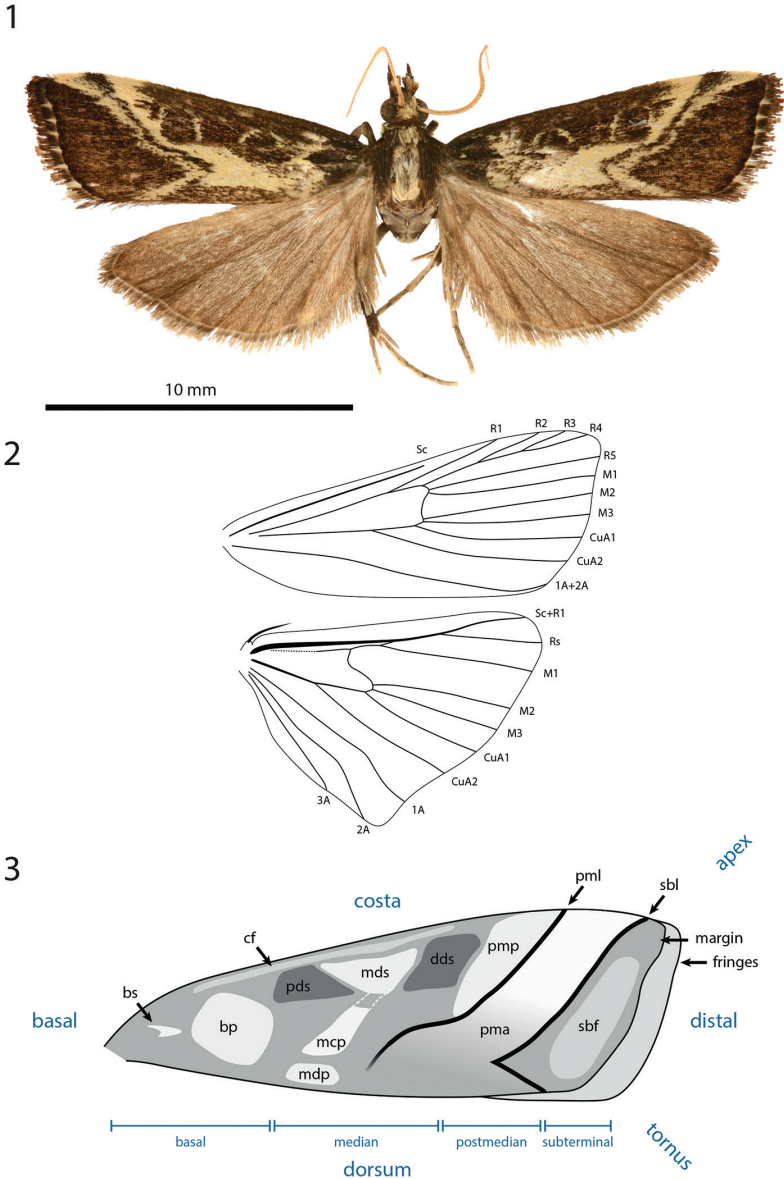 1
10 mm
2
Sc
R1
R2
R3
R4
R5
M1
M2
M3
CuA1
CuA2
1A+2A
Sc+R1
Rs
M1
M2
M3
CuA1
CuA2
1A
2A
3A
3
apex
costa
pml
sbl
margin
fringes
cf
bs
basal
distal
pds
mds
dds
pmp
bp
mcp
mdp
pma
sbf
basal
median
postmedian
subterminal
dorsum
tornus